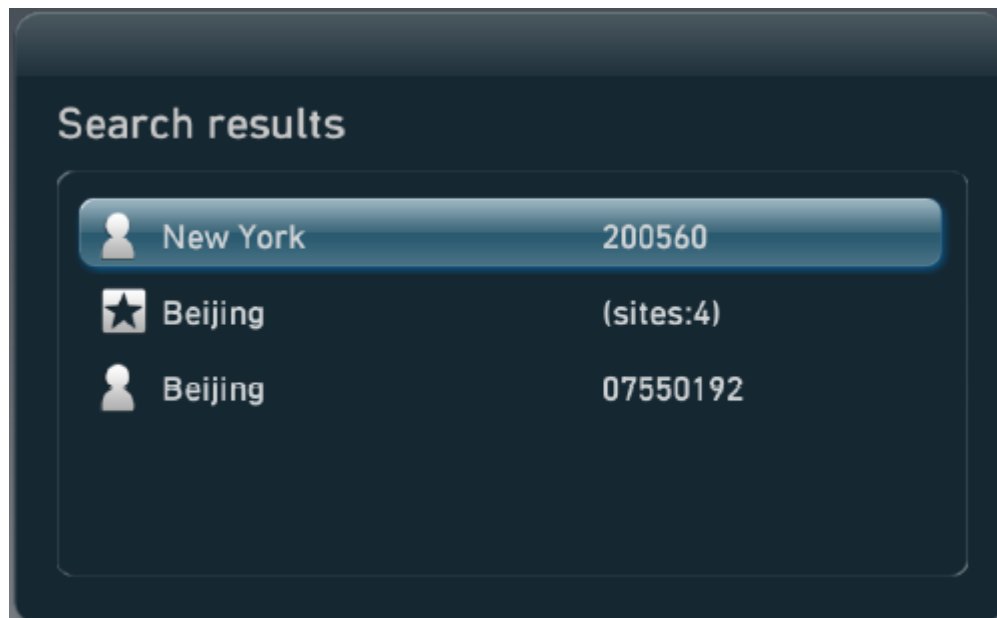 Search results
New York 200560
Beijing (sites:4)
Beijing 07550192